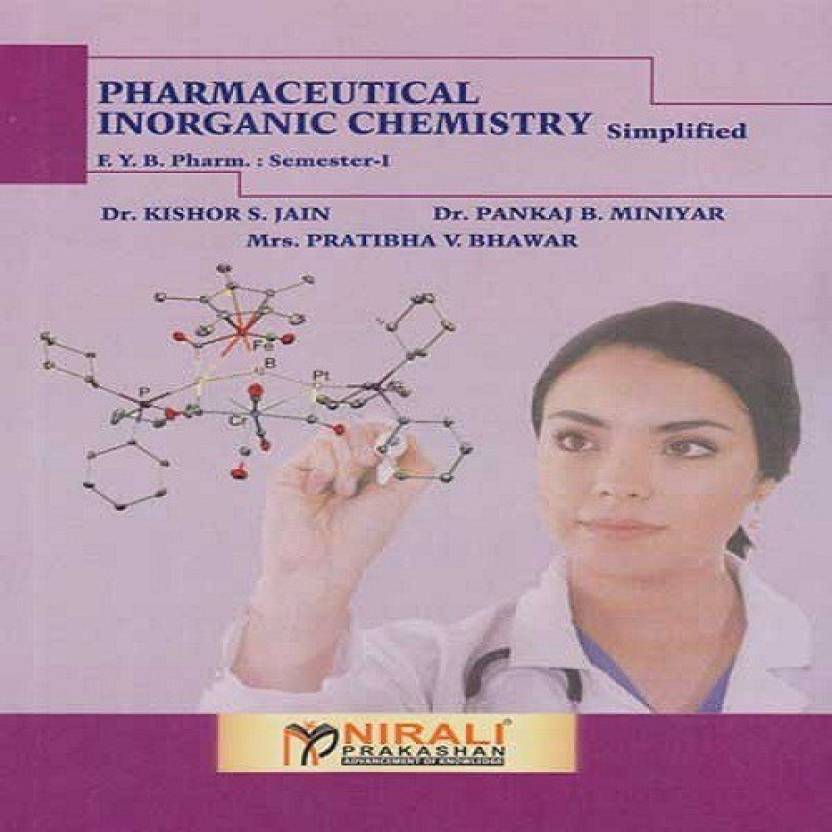 PHARMACEUTICAL
INORGANIC CHEMISTRY Simplified
F. Y. B. Pharm. : Semester-I
Dr. KISHOR S. JAIN Dr. PANKAJ B. MINIYAR
Mrs. PRATIBHA V. BHAWAR
Fe
B
P
Pt
Cr
NIRALI®
PRAKASHAN
ADVANCEMENT OF KNOWLEDGE